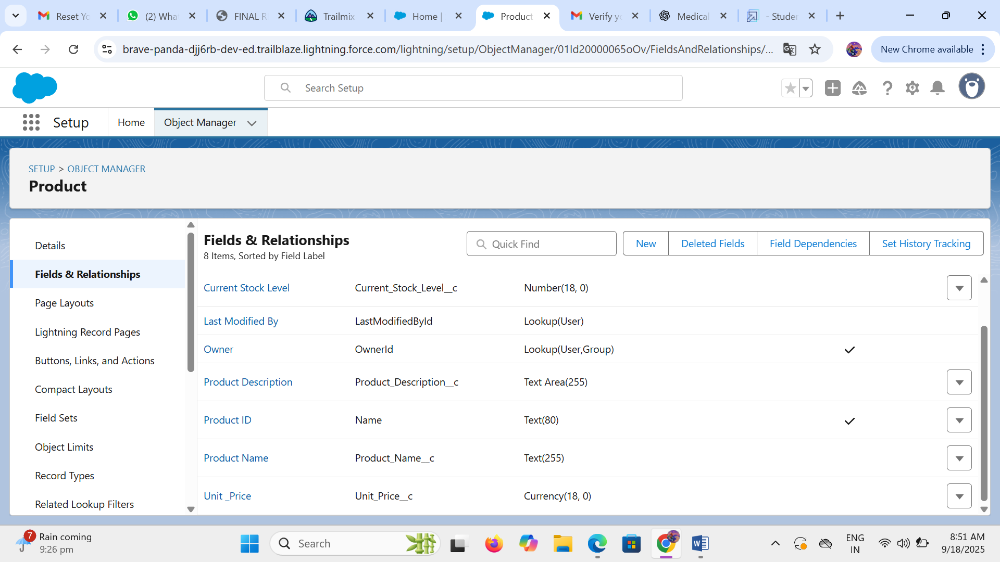 Reset Yo
(2) What
FINAL R
Trailmix
Home |
Product
Verify yo
Medical
- Studen
brave-panda-djj6rb-dev-ed.trailblaze.lightning.force.com/lightning/setup/ObjectManager/01Id20000065oOv/FieldsAndRelationships/...
New Chrome available
Search Setup
Setup
Home
Object Manager
SETUP > OBJECT MANAGER
Product
Details
Fields & Relationships
Page Layouts
Lightning Record Pages
Buttons, Links, and Actions
Compact Layouts
Field Sets
Object Limits
Record Types
Related Lookup Filters
Fields & Relationships
8 Items, Sorted by Field Label
Quick Find
New
Deleted Fields
Field Dependencies
Set History Tracking
Current Stock Level Current_Stock_Level__c Number(18, 0)
Last Modified By LastModifiedById Lookup(User)
Owner OwnerId Lookup(User,Group)
Product Description Product_Description__c Text Area(255)
Product ID Name Text(80)
Product Name Product_Name__c Text(255)
Unit _Price Unit_Price__c Currency(18, 0)
7
Rain coming
9:26 pm
Search
ENG
IN
8:51 AM
9/18/2025